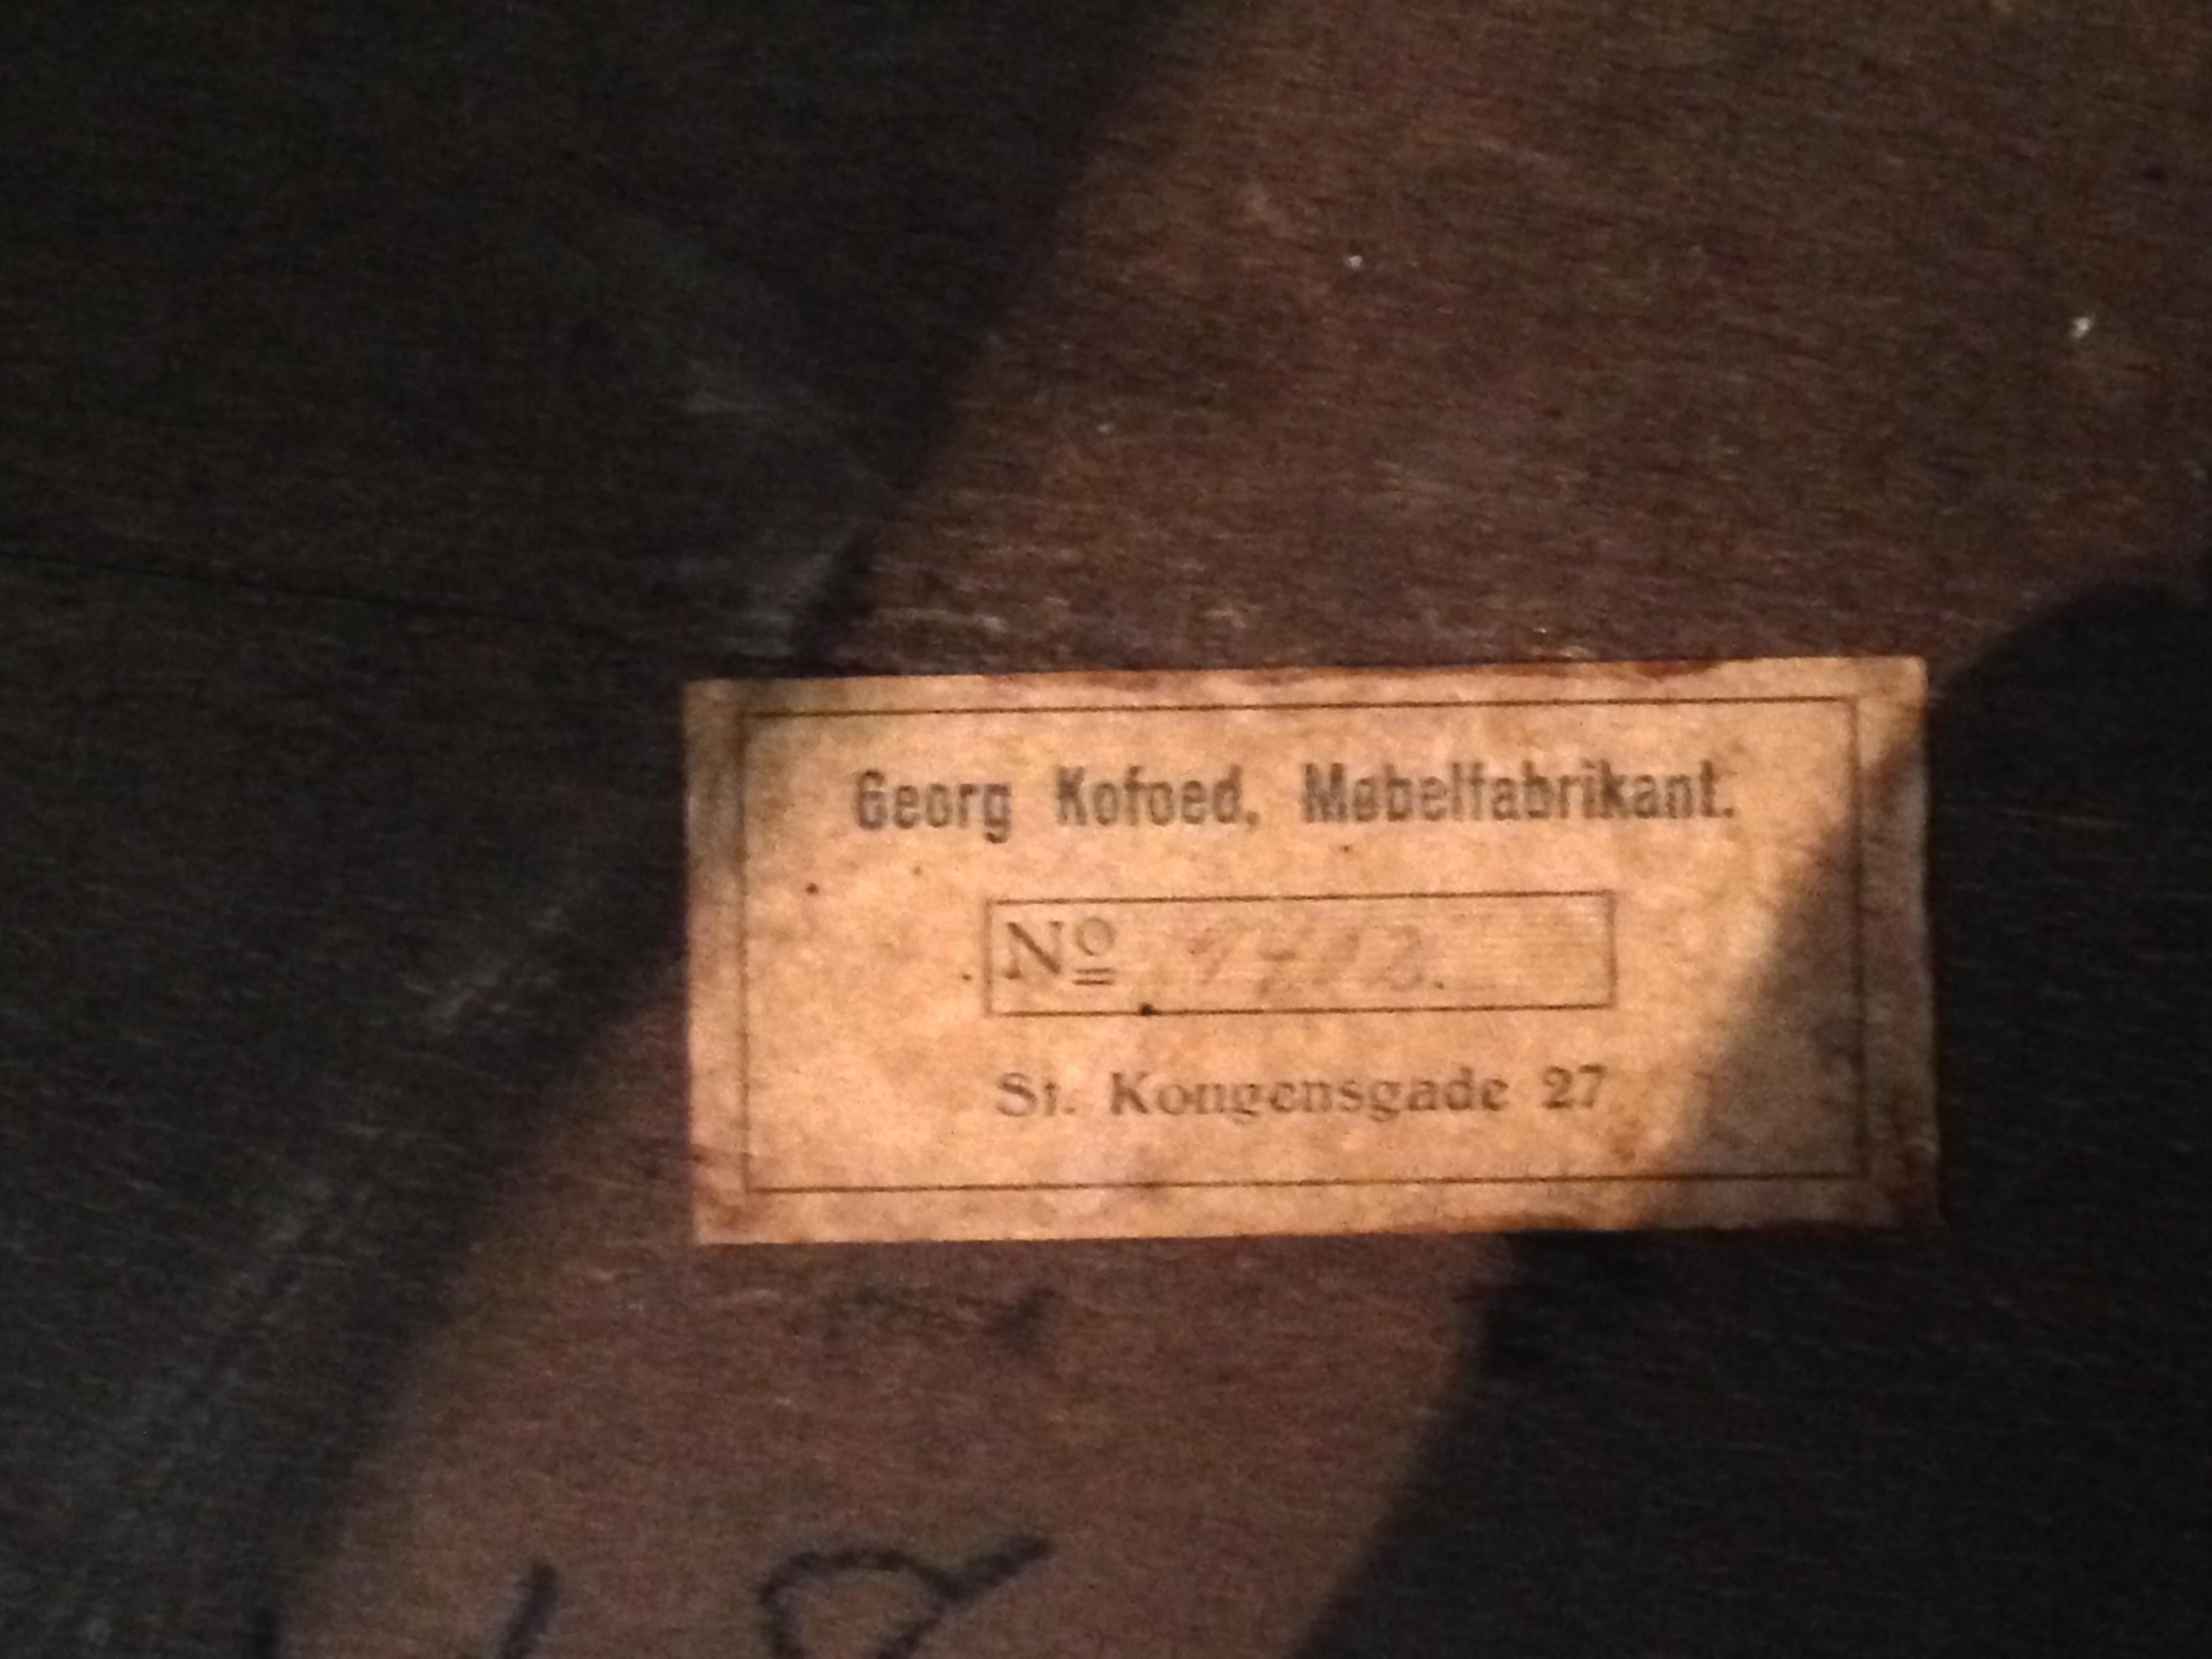 Georg Kofoed, Møbelfabrikant.
Nº
St. Kongensgade 27